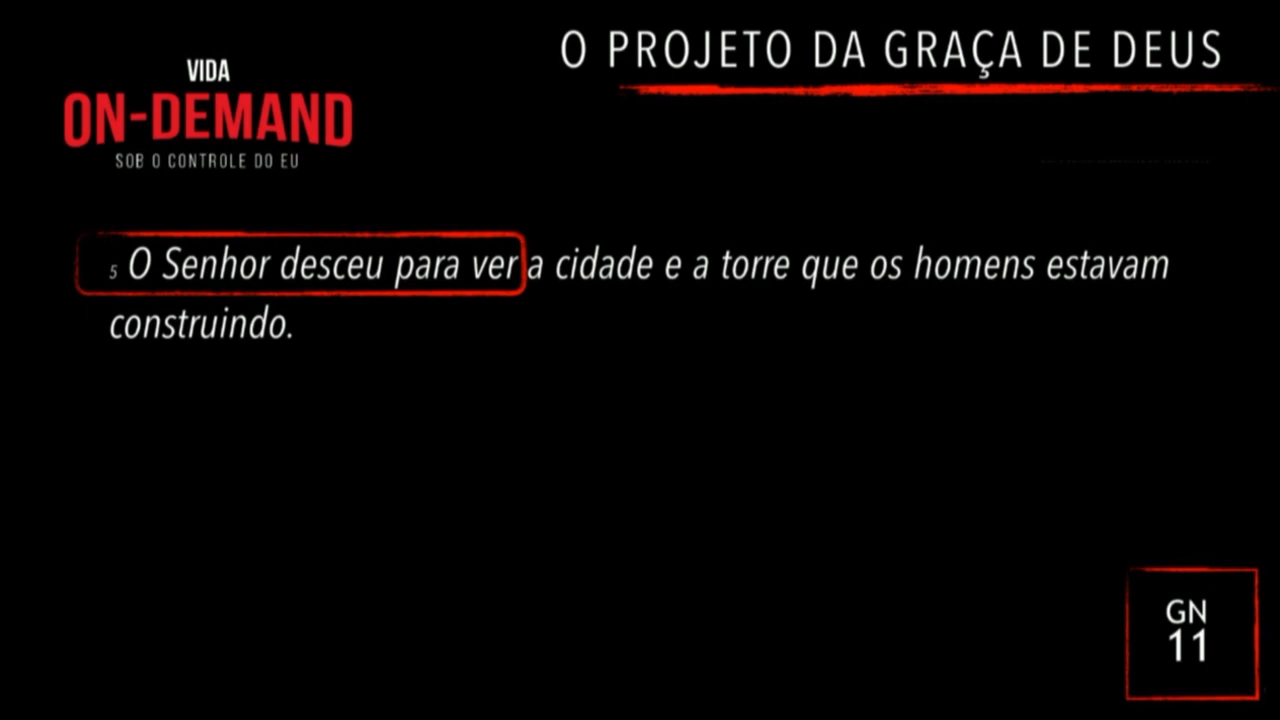 O PROJETO DA GRAÇA DE DEUS
VIDA
ON-DEMAND
SOB O CONTROLE DO EU
5 O Senhor desceu para ver a cidade e a torre que os homens estavam
construindo.
GN
11